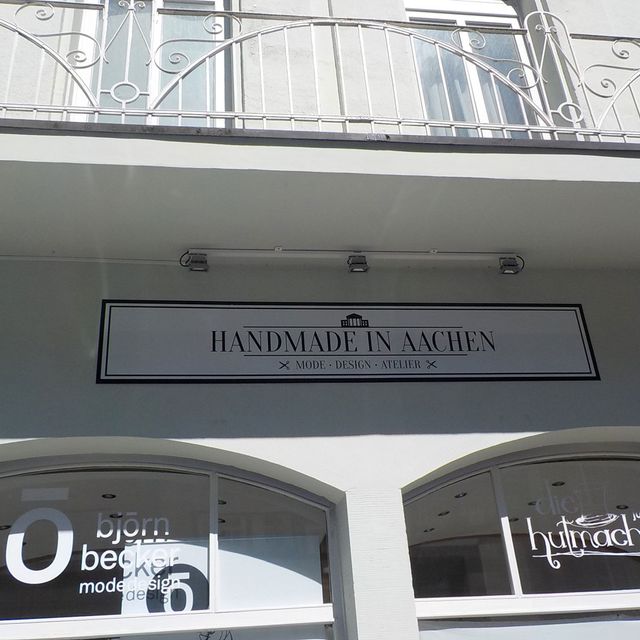 HANDMADE IN AACHEN
MODE · DESIGN · ATELIER
ō
björn
becker
modedesign
die
hutmach